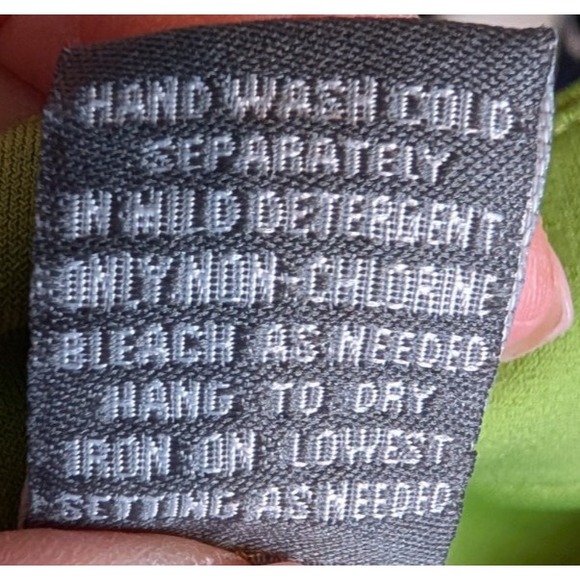 HAND WASH COLD
SEPARATELY
IN MILD DETERGENT
ONLY NON-CHLORINE
BLEACH AS NEEDED
HANG TO DRY
IRON ON LOWEST
SETTING AS NEEDED